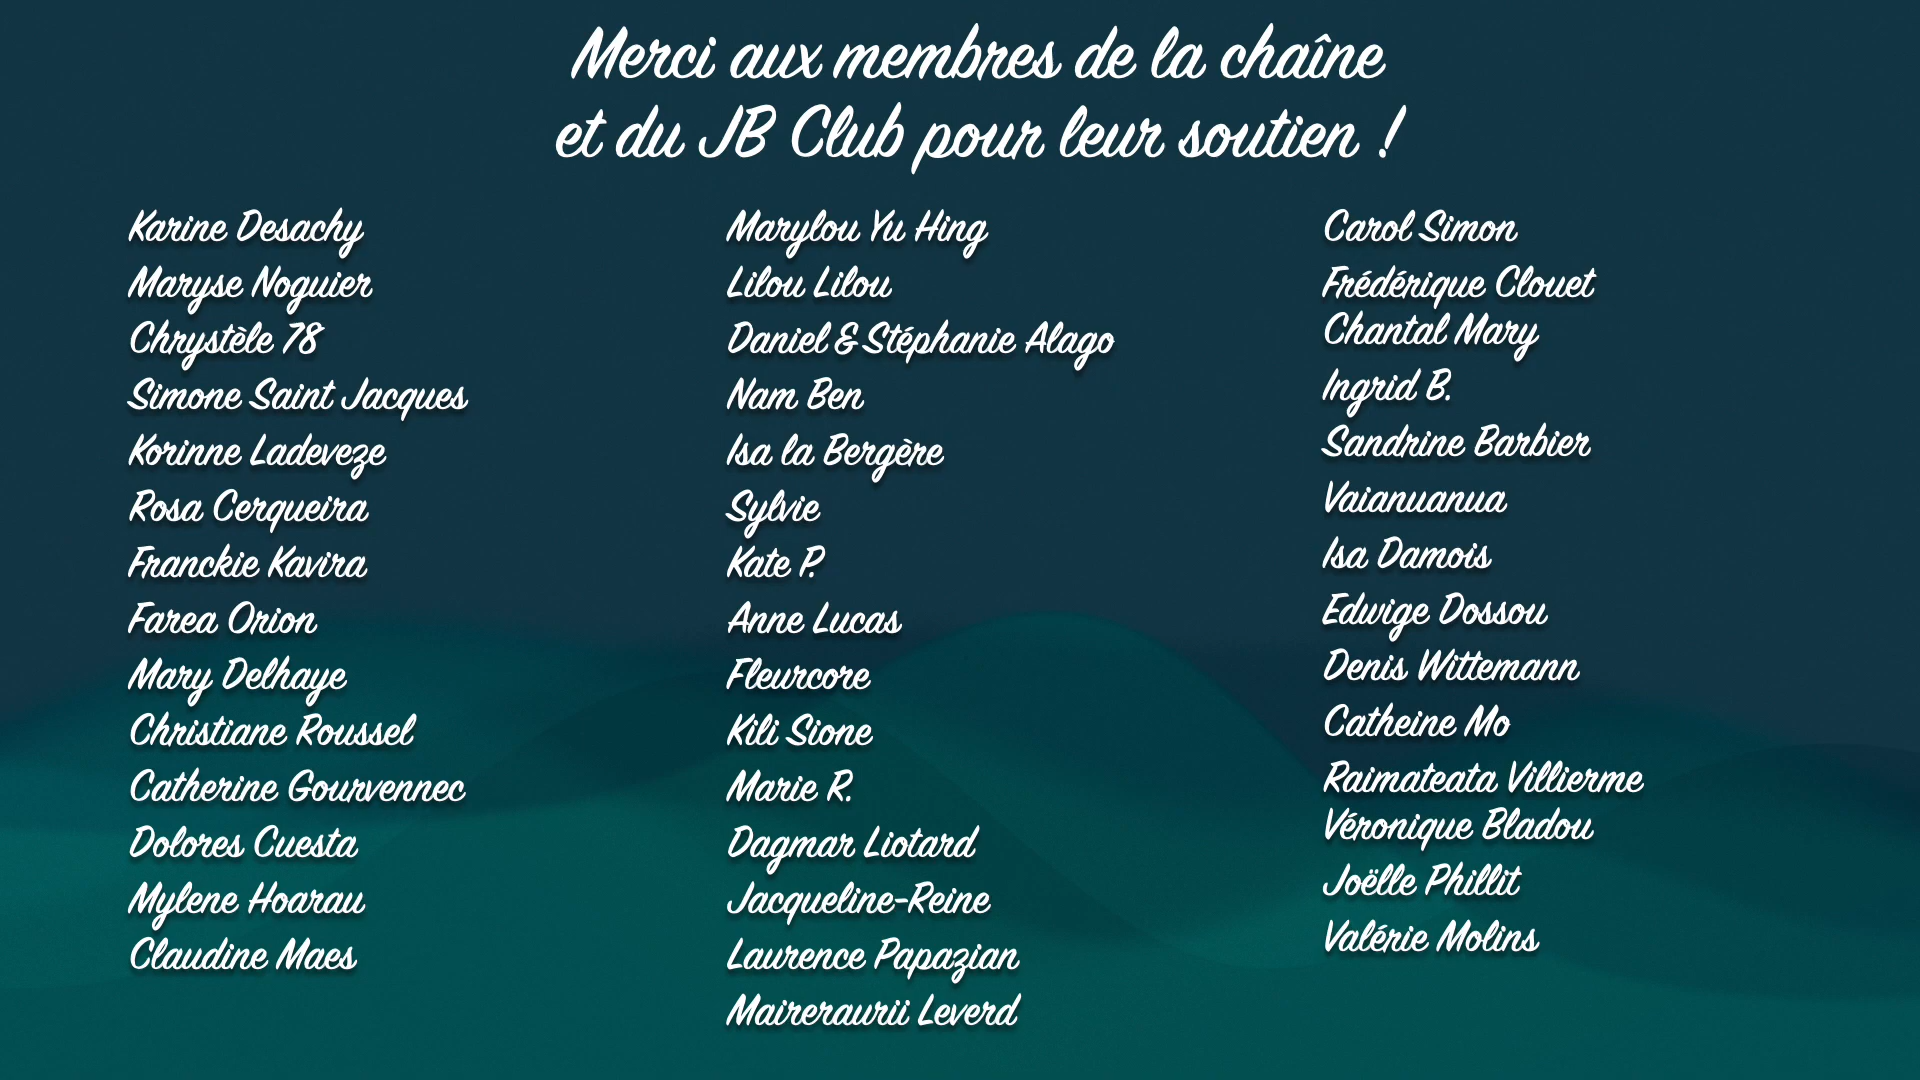 Merci aux membres de la chaîne
et du JB Club pour leur soutien !
Karine Desachy
Maryse Noguier
Chrystèle 78
Simone Saint Jacques
Korinne Ladeveze
Rosa Cerqueira
Franckie Kavira
Farea Orion
Mary Delhaye
Christiane Roussel
Catherine Gourvennec
Dolores Cuesta
Mylene Hoarau
Claudine Maes
Marylou Yu Hing
Lilou Lilou
Daniel & Stéphanie Alago
Nam Ben
Isa la Bergère
Sylvie
Kate P.
Anne Lucas
Fleurcore
Kili Sione
Marie R.
Dagmar Liotard
Jacqueline-Reine
Laurence Papazian
Maireraurii Leverd
Carol Simon
Frédérique Clouet
Chantal Mary
Ingrid B.
Sandrine Barbier
Vaianuanua
Isa Damois
Edwige Dossou
Denis Wittemann
Catheine Mo
Raimateata Villierme
Véronique Bladou
Joëlle Phillit
Valérie Molins